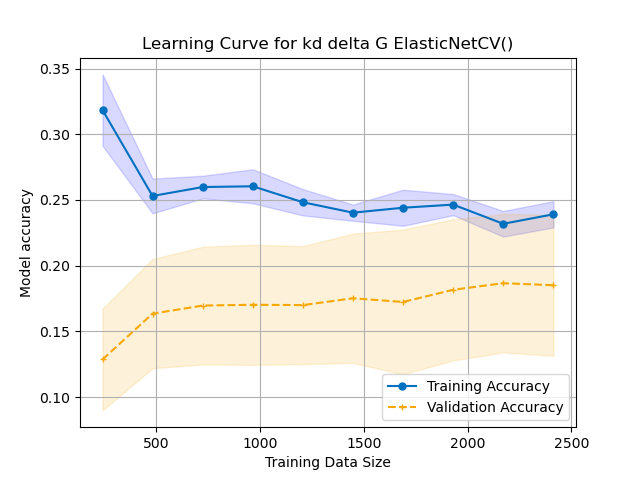 Learning Curve for kd delta G ElasticNetCV()
0.35
0.30
0.25
0.20
0.15
0.10
Model accuracy
Training Accuracy
Validation Accuracy
500 1000 1500 2000 2500
Training Data Size